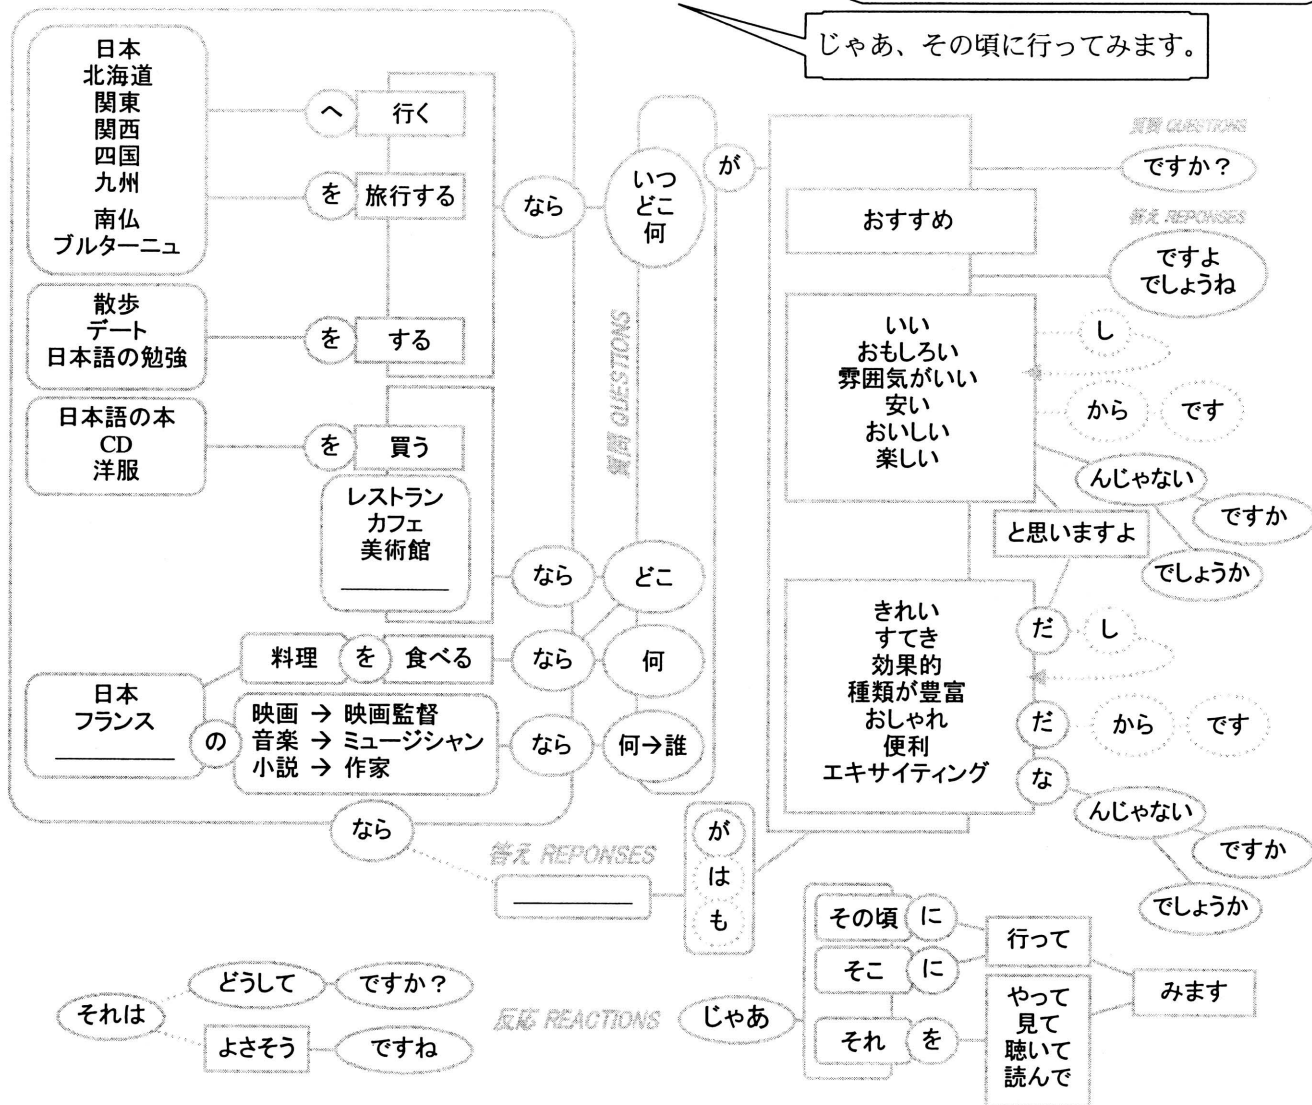 じゃあ、その頃に行ってみます。
日本
北海道
関東
関西
四国
九州
南仏
ブルターニュ
へ 行く
を 旅行する
なら
いつ
どこ
何
が
散歩
デート
日本語の勉強
を する
日本語の本
CD
洋服
を 買う
レストラン
カフェ
美術館
なら どこ
日本
フランス
料理 を 食べる なら 何
の
映画 → 映画監督
音楽 → ミュージシャン
小説 → 作家
なら 何→誰
質問 QUESTIONS
質問 QUESTIONS
ですか？
おすすめ
答え REPONSES
ですよ
でしょうね
いい
おもしろい
雰囲気がいい
安い
おいしい
楽しい
し
から です
んじゃない
ですか
でしょうか
と思いますよ
きれい
すてき
効果的
種類が豊富
おしゃれ
便利
エキサイティング
だ し
だ から です
な
んじゃない
ですか
でしょうか
なら
答え REPONSES
が
は
も
それは
どうして ですか？
よさそう ですね
反応 REACTIONS
じゃあ
その頃 に
そこ に
行って
それ を
やって
見て
聴いて
読んで
みます